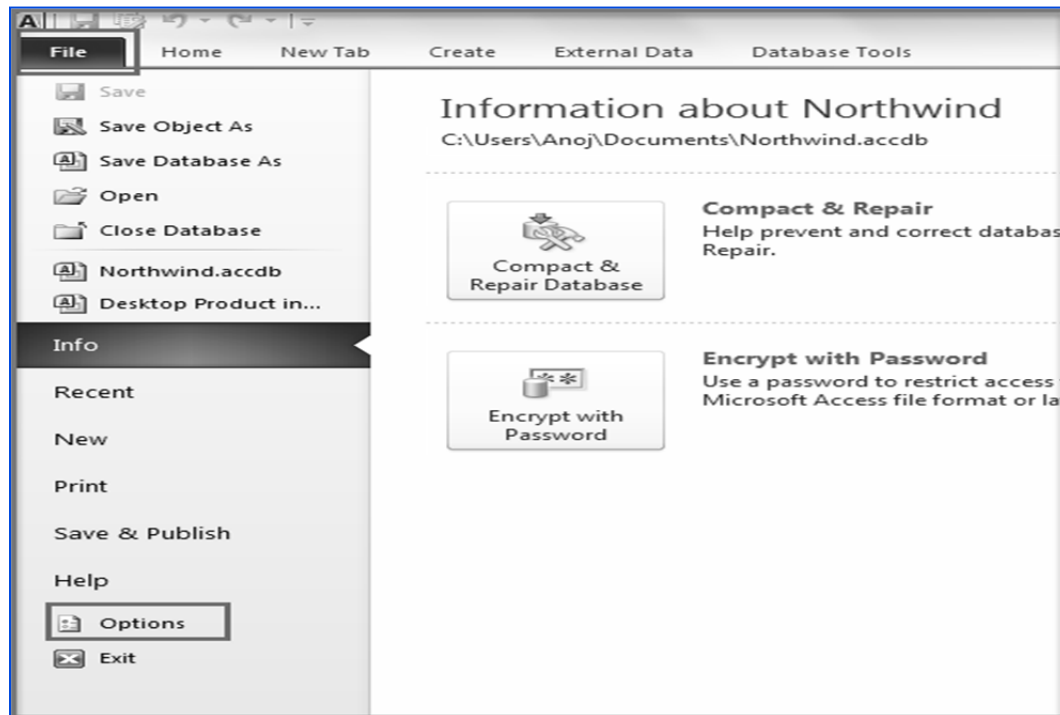 A
File Home New Tab Create External Data Database Tools
Save
Save Object As
Save Database As
Open
Close Database
Northwind.accdb
Desktop Product in...
Info
Recent
New
Print
Save & Publish
Help
Options
Exit
Information about Northwind
C:\Users\Anoj\Documents\Northwind.accdb
Compact &
Repair Database
Compact & Repair
Help prevent and correct databas
Repair.
Encrypt with
Password
Encrypt with Password
Use a password to restrict access
Microsoft Access file format or la